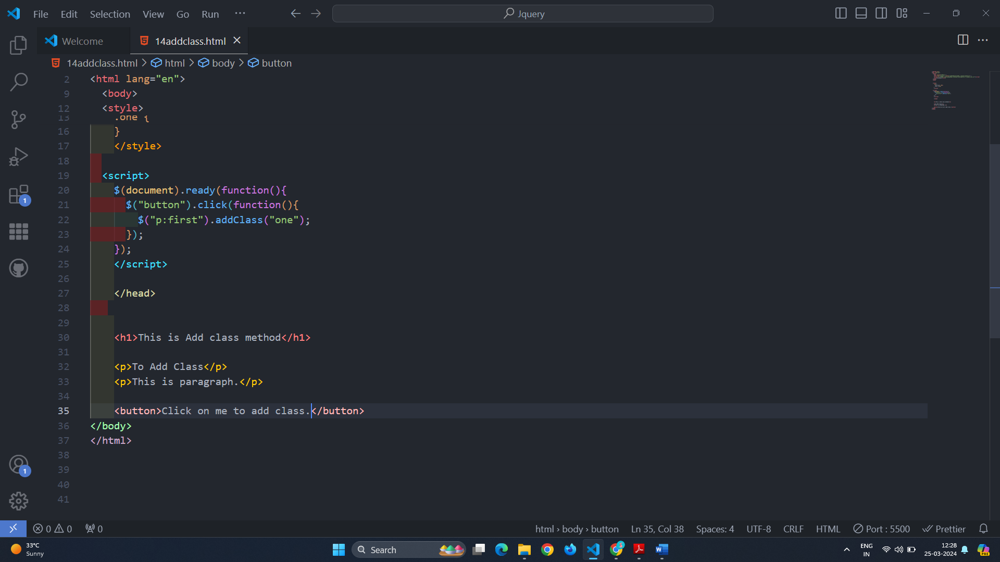 File Edit Selection View Go Run ··· Jquery
Welcome 14addclass.html
14addclass.html > html > body > button
2 <html lang="en">
9 <body>
12 <style>
13 .one {
16 }
17 </style>
18
19 <script>
20 $(document).ready(function(){
21 $("button").click(function(){
22 $("p:first").addClass("one");
23 });
24 });
25 </script>
26
27 </head>
28
29
30 <h1>This is Add class method</h1>
31
32 <p>To Add Class</p>
33 <p>This is paragraph.</p>
34
35 <button>Click on me to add class.</button>
36 </body>
37 </html>
38
39
40
41
1
1
0 0 0 html › body › button Ln 35, Col 38 Spaces: 4 UTF-8 CRLF HTML Port : 5500 Prettier
33°C
Sunny
Search
3
ENG
IN
12:28
25-03-2024
PRE